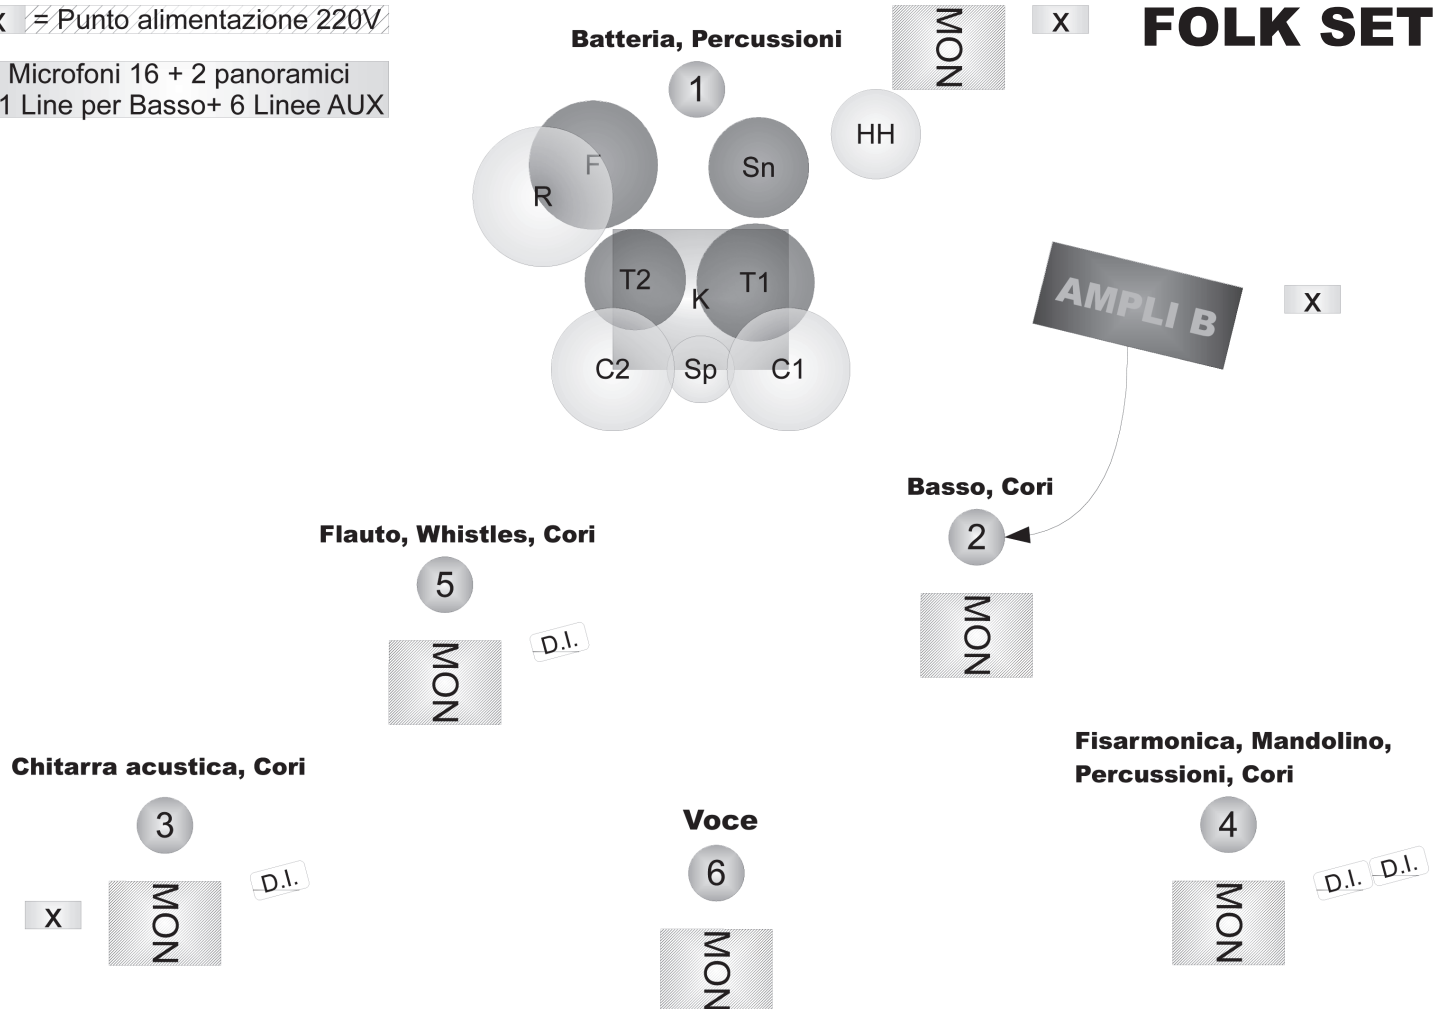 x = Punto alimentazione 220V
Microfoni 16 + 2 panoramici
1 Line per Basso+ 6 Linee AUX
FOLK SET
Batteria, Percussioni
1
MON
x
HH
F
R
Sn
T2
K
T1
C2
Sp
C1
AMPLI B
x
Basso, Cori
2
MON
Flauto, Whistles, Cori
5
D.I.
MON
Chitarra acustica, Cori
3
D.I.
x
MON
Voce
6
MON
Fisarmonica, Mandolino,
Percussioni, Cori
4
D.I. D.I.
MON